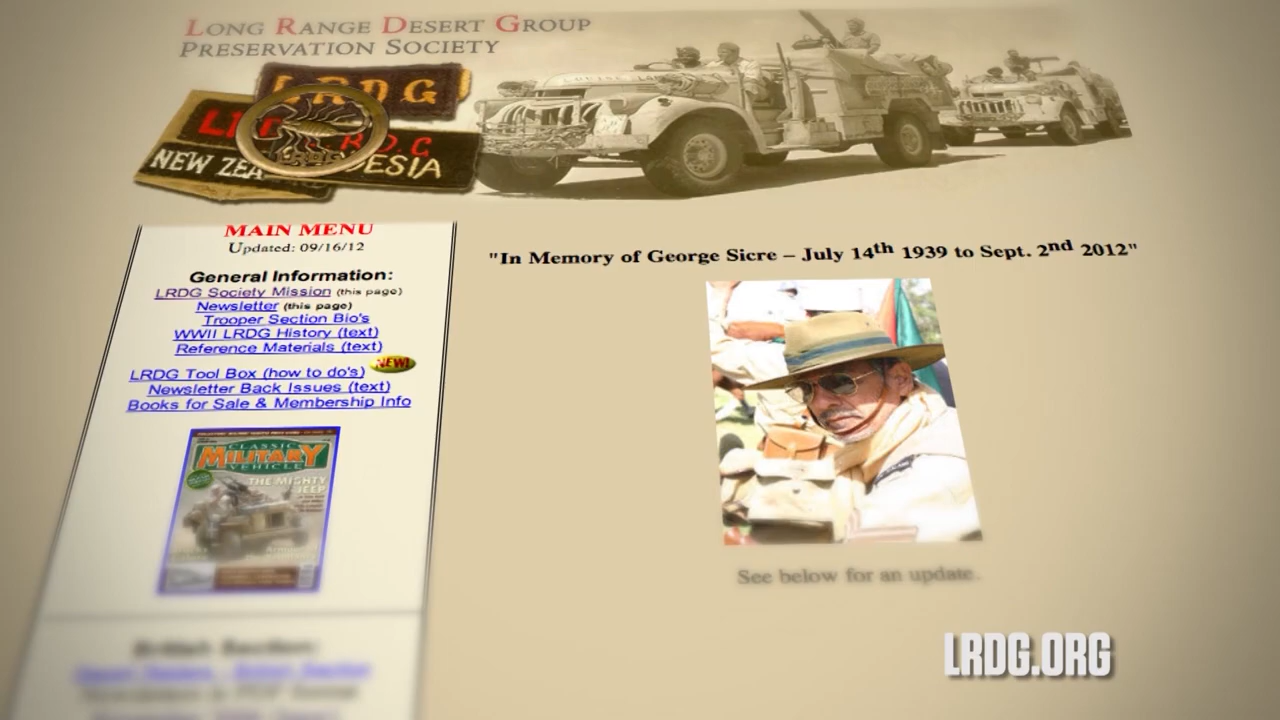 LONG RANGE DESERT GROUP
PRESERVATION SOCIETY
LRDG
NEW ZEA
R.D.G
DESIA
LRDG
MAIN MENU
Updated: 09/16/12
General Information:
LRDG Society Mission (this page)
Newsletter (this page)
Trooper Section Bio's
WWII LRDG History (text)
Reference Materials (text)
NEW!
LRDG Tool Box (how to do's)
Newsletter Back Issues (text)
Books for Sale & Membership Info
CLASSIC
MILITARY
VEHICLE
THE MIGHTY
JEEP
British Section:
"In Memory of George Sicre – July 14th 1939 to Sept. 2nd 2012"
See below for an update.
LRDG.ORG